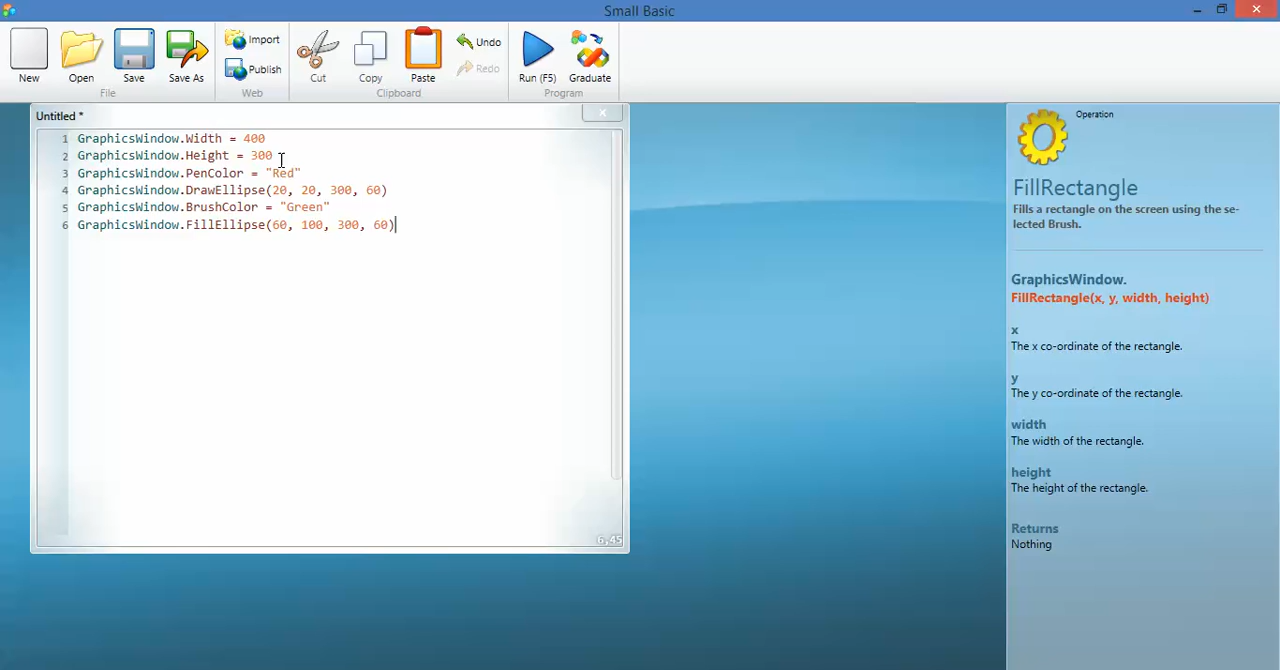 Small Basic
New
Open
Save
Save As
Import
Publish
Cut
Copy
Paste
Undo
Redo
Run (F5)
Graduate
File
Web
Clipboard
Program
Untitled *
1 GraphicsWindow.Width = 400
2 GraphicsWindow.Height = 300
3 GraphicsWindow.PenColor = "Red"
4 GraphicsWindow.DrawEllipse(20, 20, 300, 60)
5 GraphicsWindow.BrushColor = "Green"
6 GraphicsWindow.FillEllipse(60, 100, 300, 60)
6,45
Operation
FillRectangle
Fills a rectangle on the screen using the se-
lected Brush.
GraphicsWindow.
FillRectangle(x, y, width, height)
x
The x co-ordinate of the rectangle.
y
The y co-ordinate of the rectangle.
width
The width of the rectangle.
height
The height of the rectangle.
Returns
Nothing